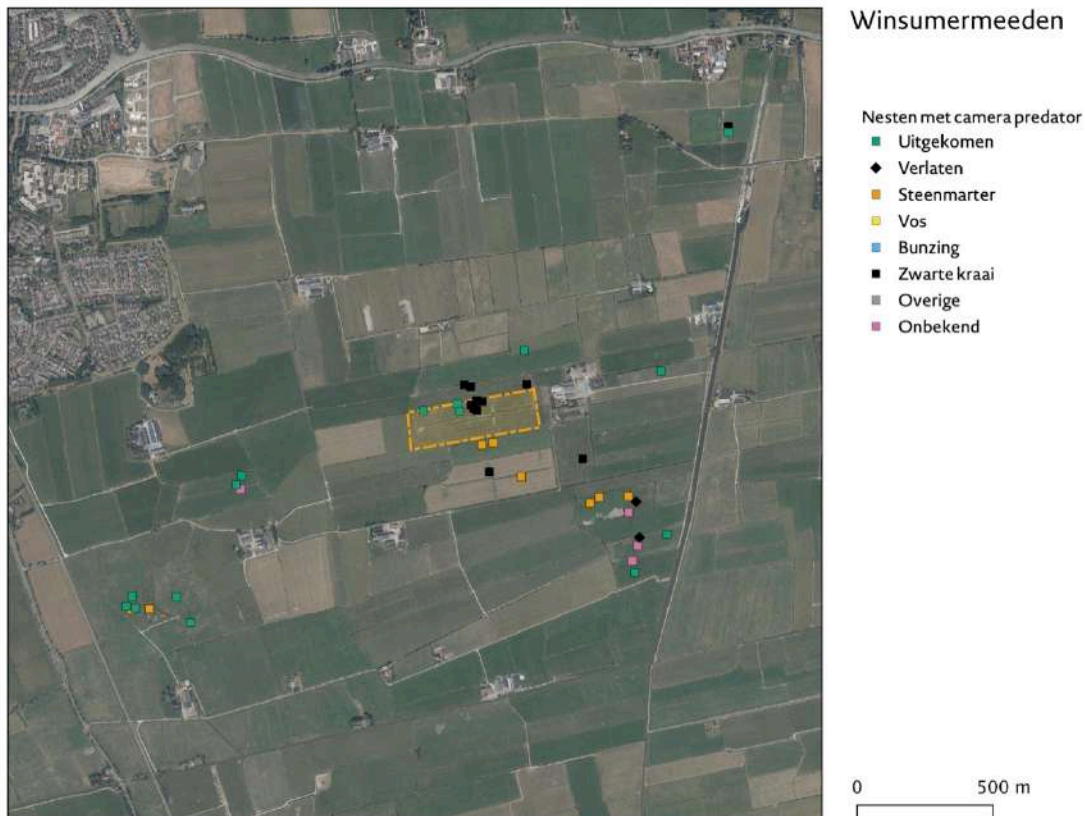 Winsumermeeden
Nesten met camera predator
Uitgekomen
Verlaten
Steenmarter
Vos
Bunzing
Zwarte kraai
Overige
Onbekend
0 500 m